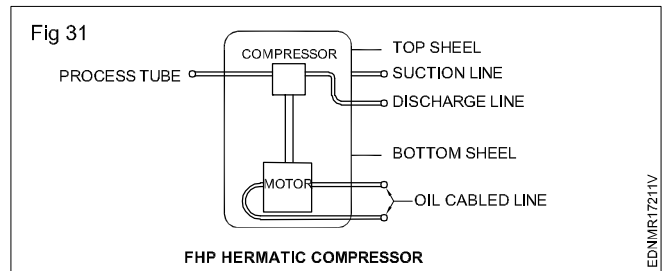 Fig 31
COMPRESSOR
TOP SHEEL
PROCESS TUBE
SUCTION LINE
DISCHARGE LINE
BOTTOM SHEEL
MOTOR
OIL CABLED LINE
FHP HERMATIC COMPRESSOR
EDNMR17211V